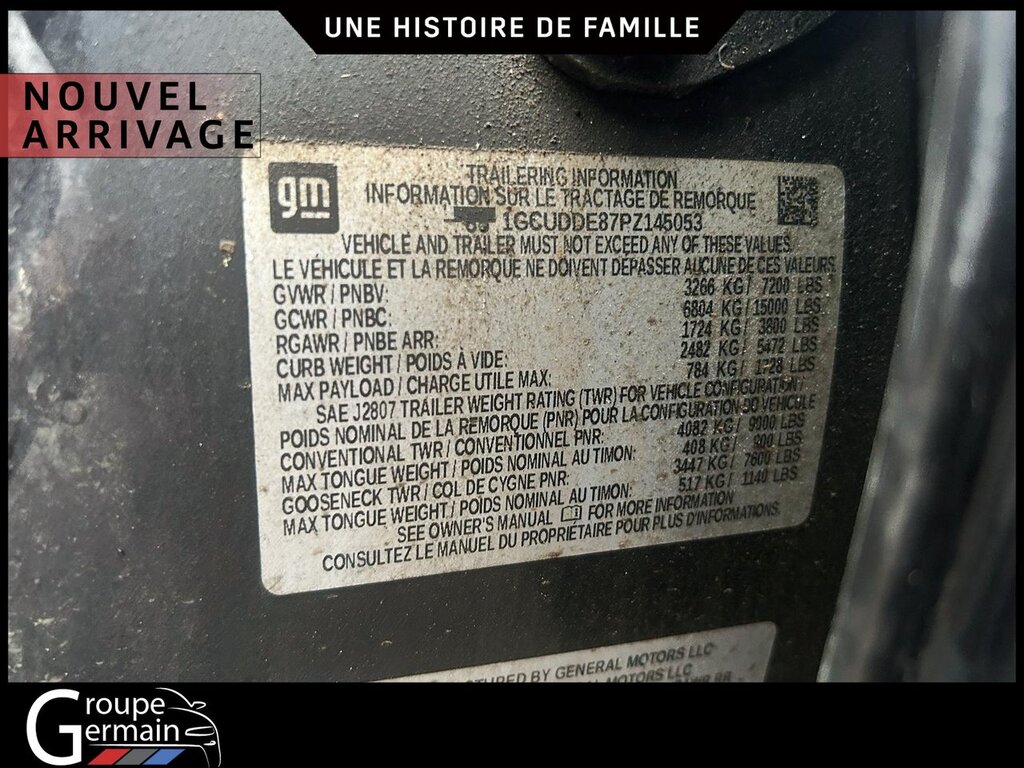 UNE HISTOIRE DE FAMILLE
NOUVEL
ARRIVAGE
gm
TRAILERING INFORMATION
INFORMATION SUR LE TRACTAGE DE REMORQUE
1GCUDDE87PZ145053
VEHICLE AND TRAILER MUST NOT EXCEED ANY OF THESE VALUES
LE VÉHICULE ET LA REMORQUE NE DOIVENT DÉPASSER AUCUNE DE CES VALEURS
GVWR / PNBV: 3266 KG / 7200 LBS
GCWR / PNBC: 6804 KG / 15000 LBS
RGAWR / PNBE ARR: 1724 KG / 3800 LBS
CURB WEIGHT / POIDS À VIDE: 2482 KG / 5472 LBS
MAX PAYLOAD / CHARGE UTILE MAX: 784 KG / 1728 LBS
SAE J2807 TRAILER WEIGHT RATING (TWR) FOR VEHICLE CONFIGURATION /
POIDS NOMINAL DE LA REMORQUE (PNR) POUR LA CONFIGURATION DU VÉHICULE
CONVENTIONAL TWR / CONVENTIONNEL PNR: 4082 KG / 9000 LBS
MAX TONGUE WEIGHT / POIDS NOMINAL AU TIMON: 408 KG / 900 LBS
GOOSENECK TWR / COL DE CYGNE PNR: 3447 KG / 7600 LBS
MAX TONGUE WEIGHT / POIDS NOMINAL AU TIMON: 517 KG / 1140 LBS
SEE OWNER'S MANUAL FOR MORE INFORMATION
CONSULTEZ LE MANUEL DU PROPRIÉTAIRE POUR PLUS D'INFORMATIONS.
BY GENERAL MOTORS LLC
MOTORS LLC
Groupe
Germain